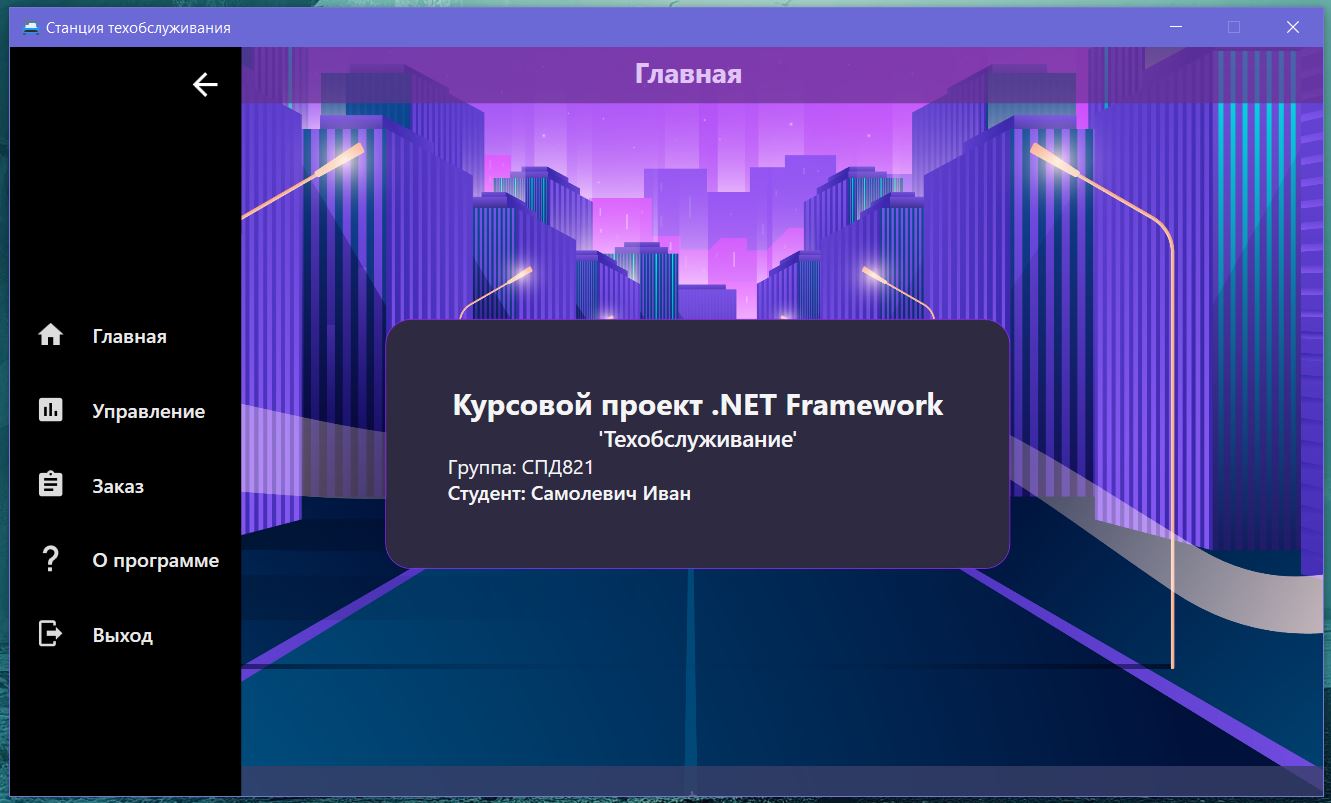 Станция техобслуживания
Главная
Главная
Управление
Заказ
О программе
Выход
Курсовой проект .NET Framework
'Техобслуживание'
Группа: СПД821
Студент: Самолевич Иван